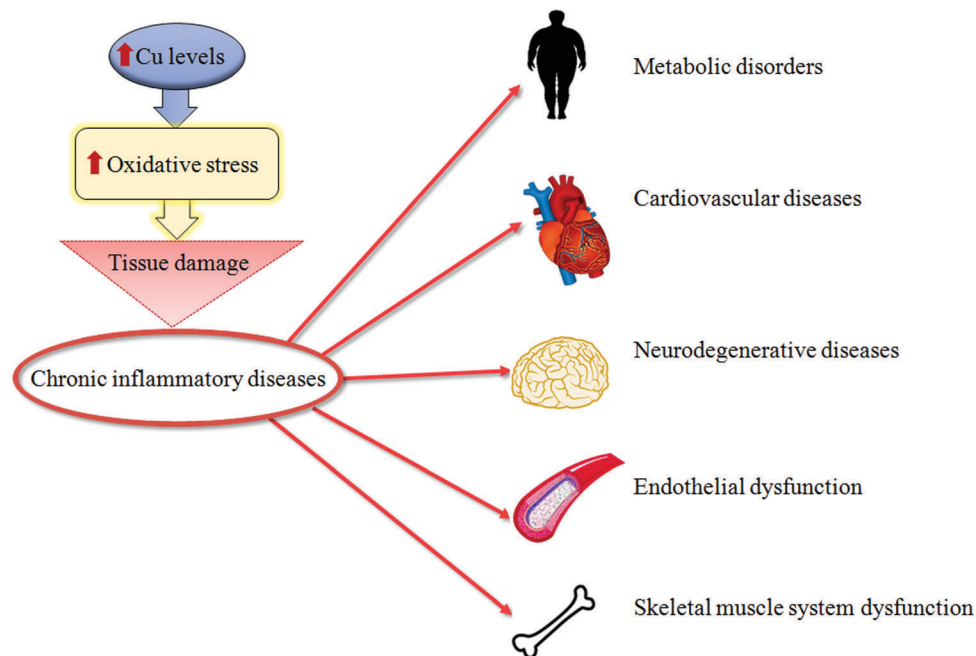 Cu levels
Oxidative stress
Tissue damage
Chronic inflammatory diseases
Metabolic disorders
Cardiovascular diseases
Neurodegenerative diseases
Endothelial dysfunction
Skeletal muscle system dysfunction